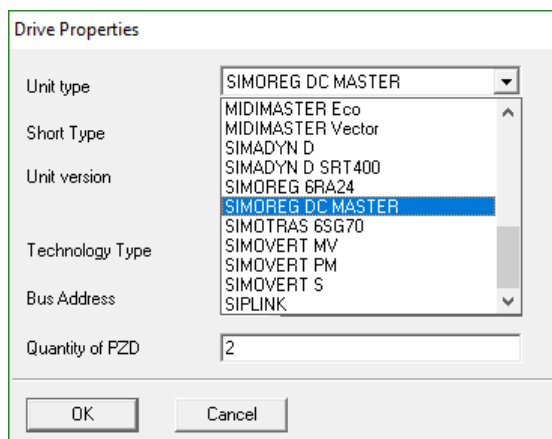 Drive Properties
Unit type
SIMOREG DC MASTER
MIDIMASTER Eco
MIDIMASTER Vector
SIMADYN D
SIMADYN D SRT400
SIMOREG 6RA24
SIMOREG DC MASTER
SIMOTRAS 6SG70
SIMOVERT MV
SIMOVERT PM
SIMOVERT S
SIPLINK
Short Type
Unit version
Technology Type
Bus Address
Quantity of PZD
2
OK
Cancel